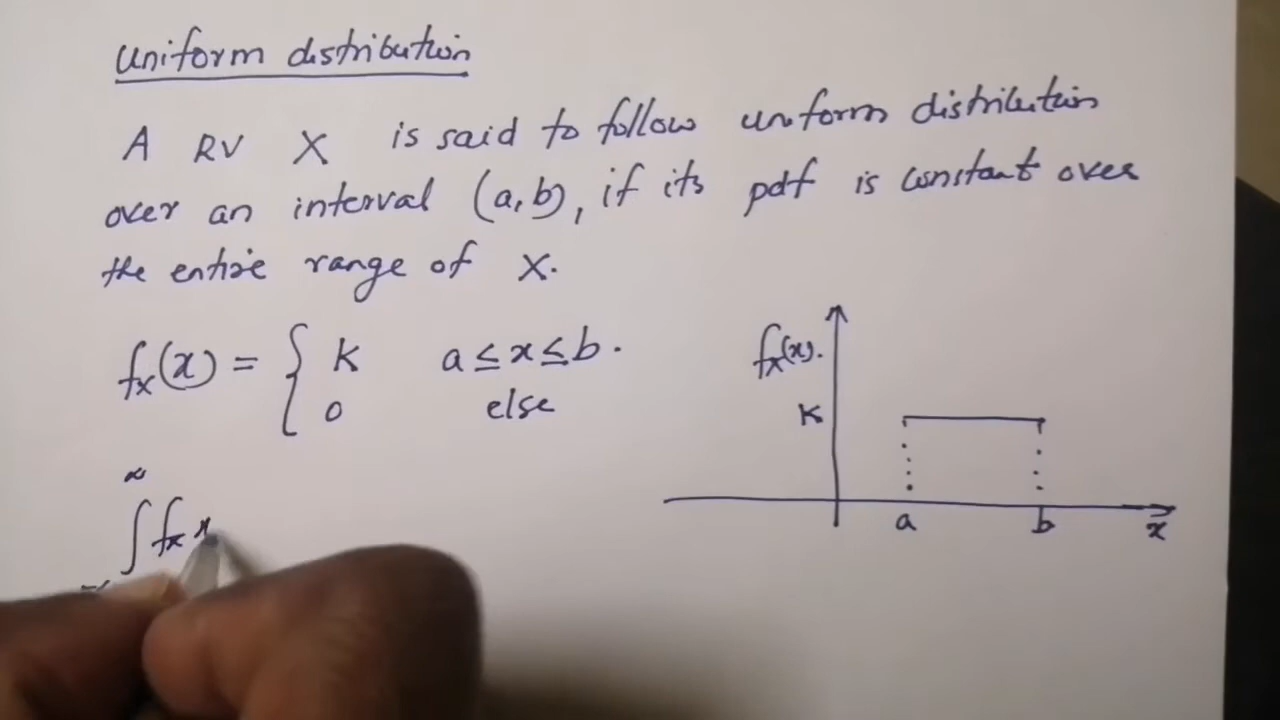 Uniform distribution
A RV X is said to follow uniform distribution
over an interval (a,b), if its pdf is constant over
the entire range of X.
fx(x) = { K a ≤ x ≤ b.
0 else
fx(x).
K
a b x
∞
∫ fx x
-∞